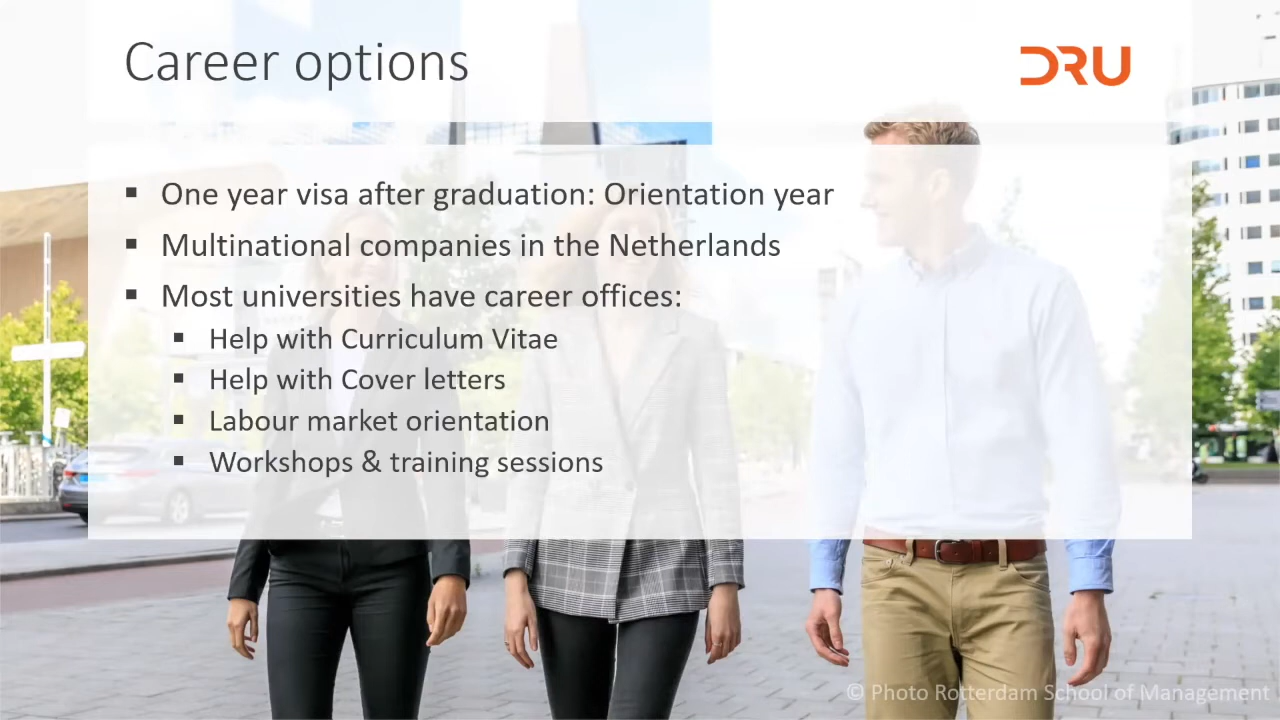 Career options
DRU
▪ One year visa after graduation: Orientation year
▪ Multinational companies in the Netherlands
▪ Most universities have career offices:
▪ Help with Curriculum Vitae
▪ Help with Cover letters
▪ Labour market orientation
▪ Workshops & training sessions
© Photo Rotterdam School of Management